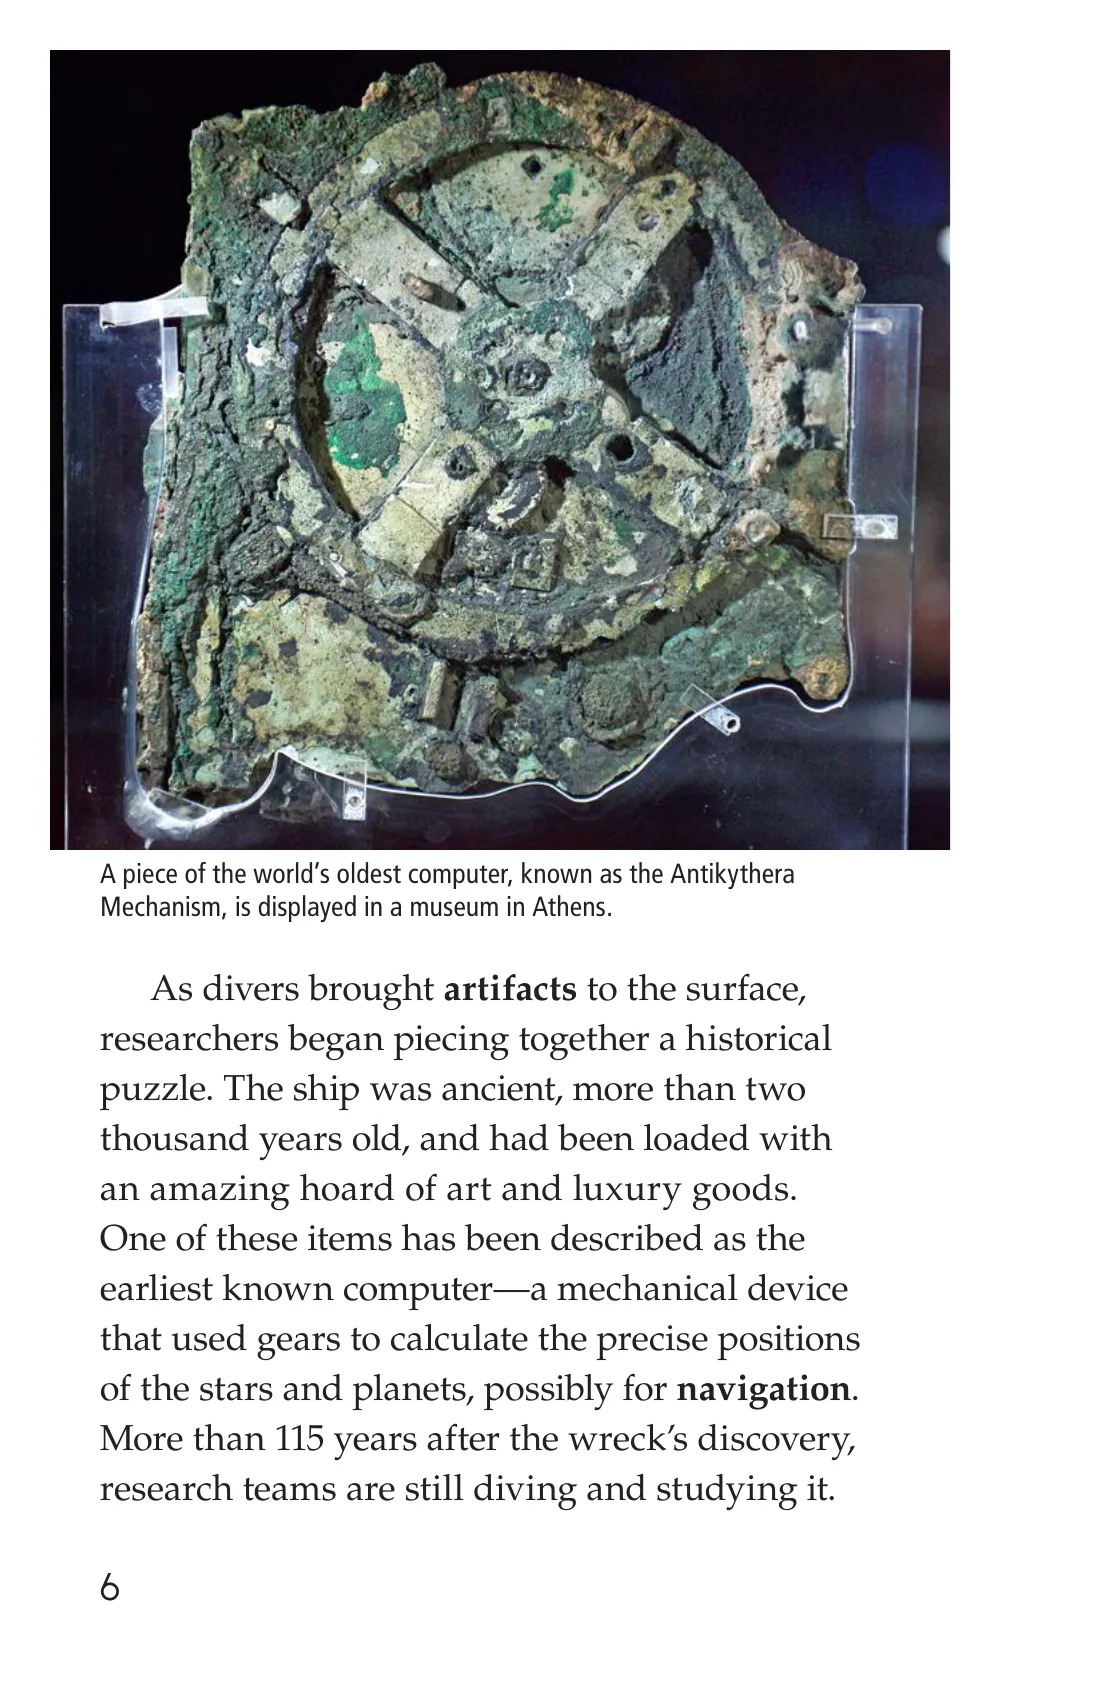 A piece of the world’s oldest computer, known as the Antikythera
Mechanism, is displayed in a museum in Athens.
As divers brought artifacts to the surface,
researchers began piecing together a historical
puzzle. The ship was ancient, more than two
thousand years old, and had been loaded with
an amazing hoard of art and luxury goods.
One of these items has been described as the
earliest known computer—a mechanical device
that used gears to calculate the precise positions
of the stars and planets, possibly for navigation.
More than 115 years after the wreck’s discovery,
research teams are still diving and studying it.
6